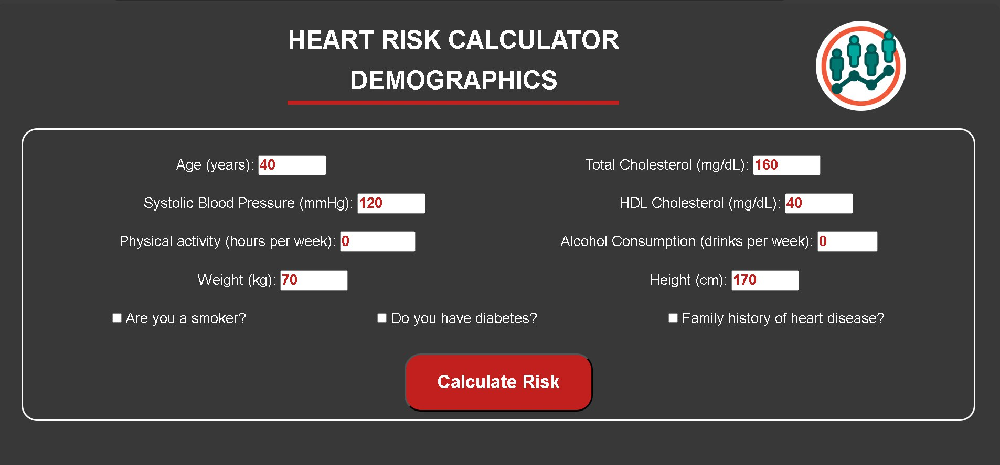 HEART RISK CALCULATOR
DEMOGRAPHICS
Age (years): 40
Total Cholesterol (mg/dL): 160
Systolic Blood Pressure (mmHg): 120
HDL Cholesterol (mg/dL): 40
Physical activity (hours per week): 0
Alcohol Consumption (drinks per week): 0
Weight (kg): 70
Height (cm): 170
Are you a smoker?
Do you have diabetes?
Family history of heart disease?
Calculate Risk